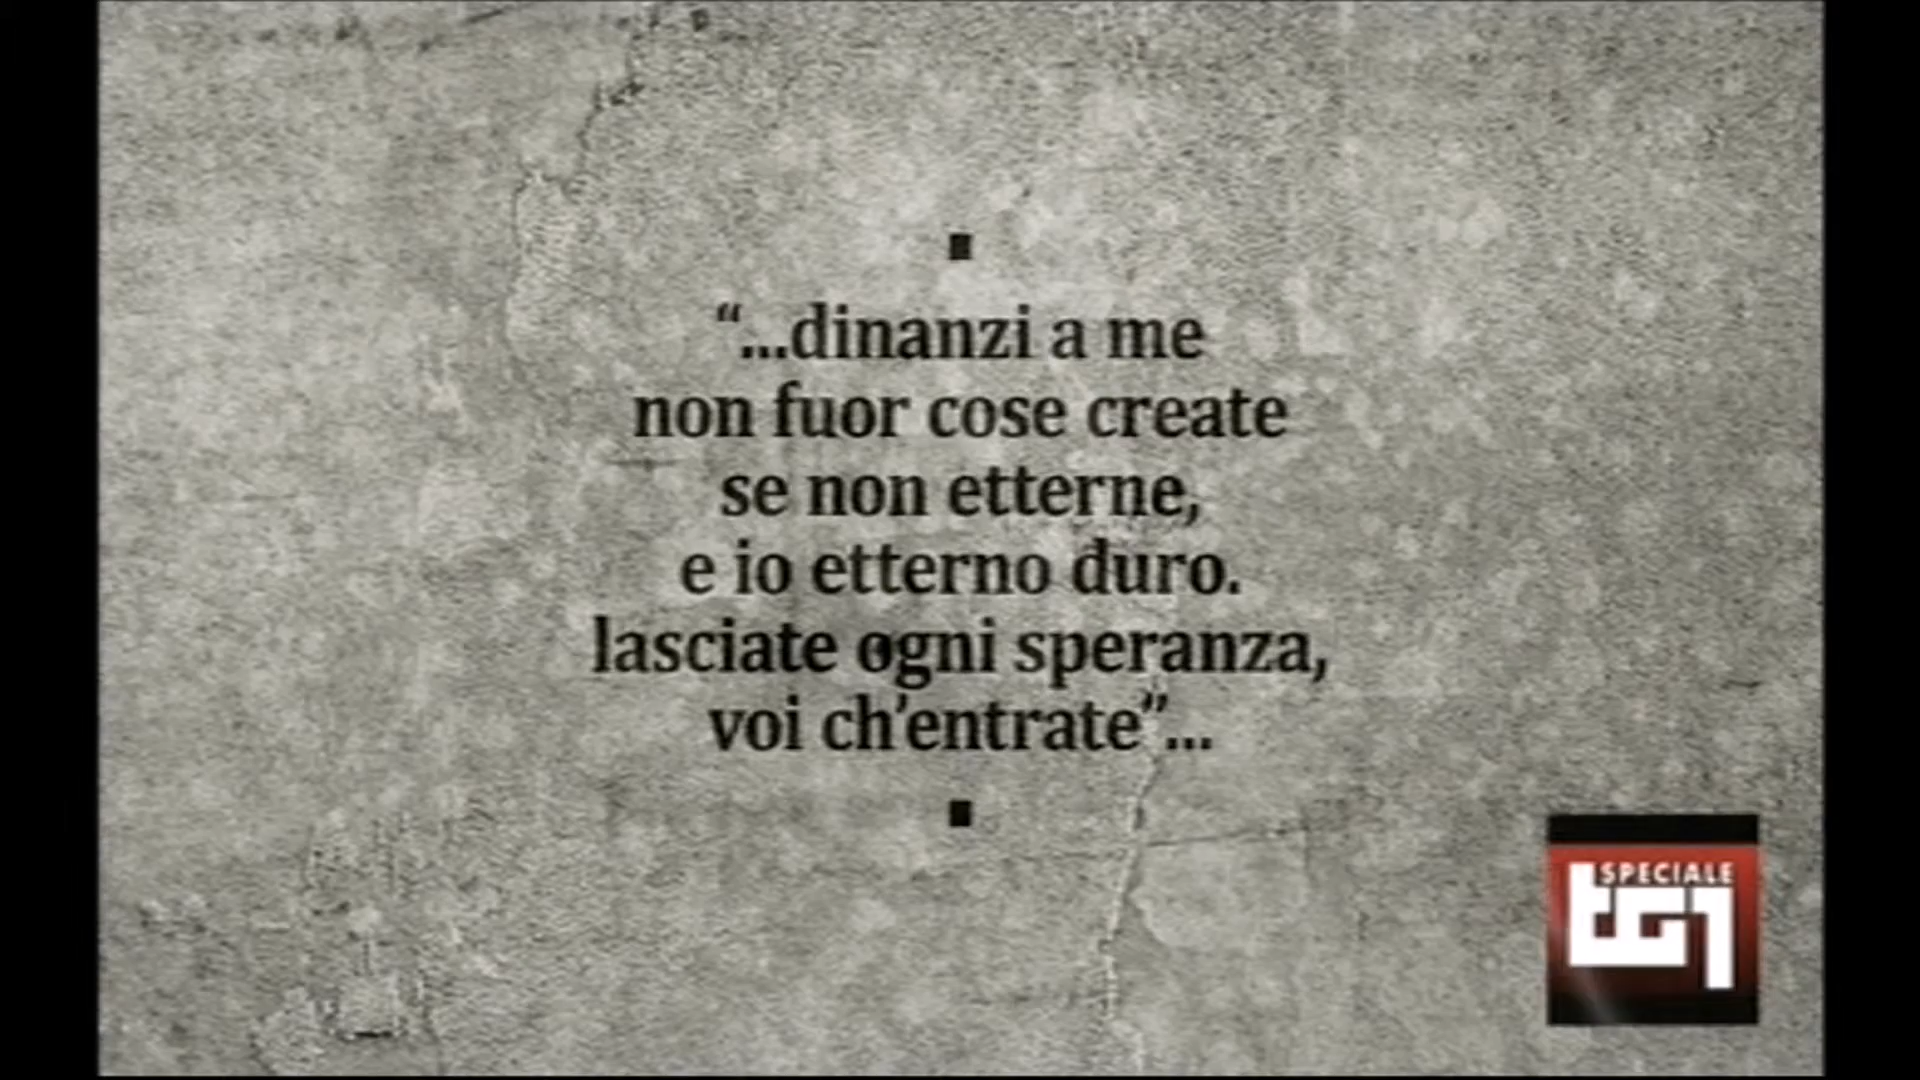 “...dinanzi a me
non fuor cose create
se non etterne,
e io etterno duro.
lasciate ogni speranza,
voi ch’entrate”...
SPECIALE
TG1